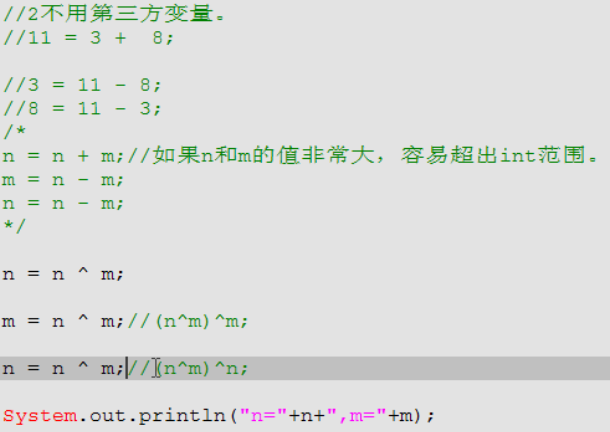 //2不用第三方变量。
//11 = 3 +  8;
//3 = 11 - 8;
//8 = 11 - 3;
/*
n = n + m;//如果n和m的值非常大，容易超出int范围。
m = n - m;
n = n - m;
*/
n = n ^ m;
m = n ^ m;//(n^m)^m;
n = n ^ m;//(n^m)^n;
System.out.println("n="+n+",m="+m);